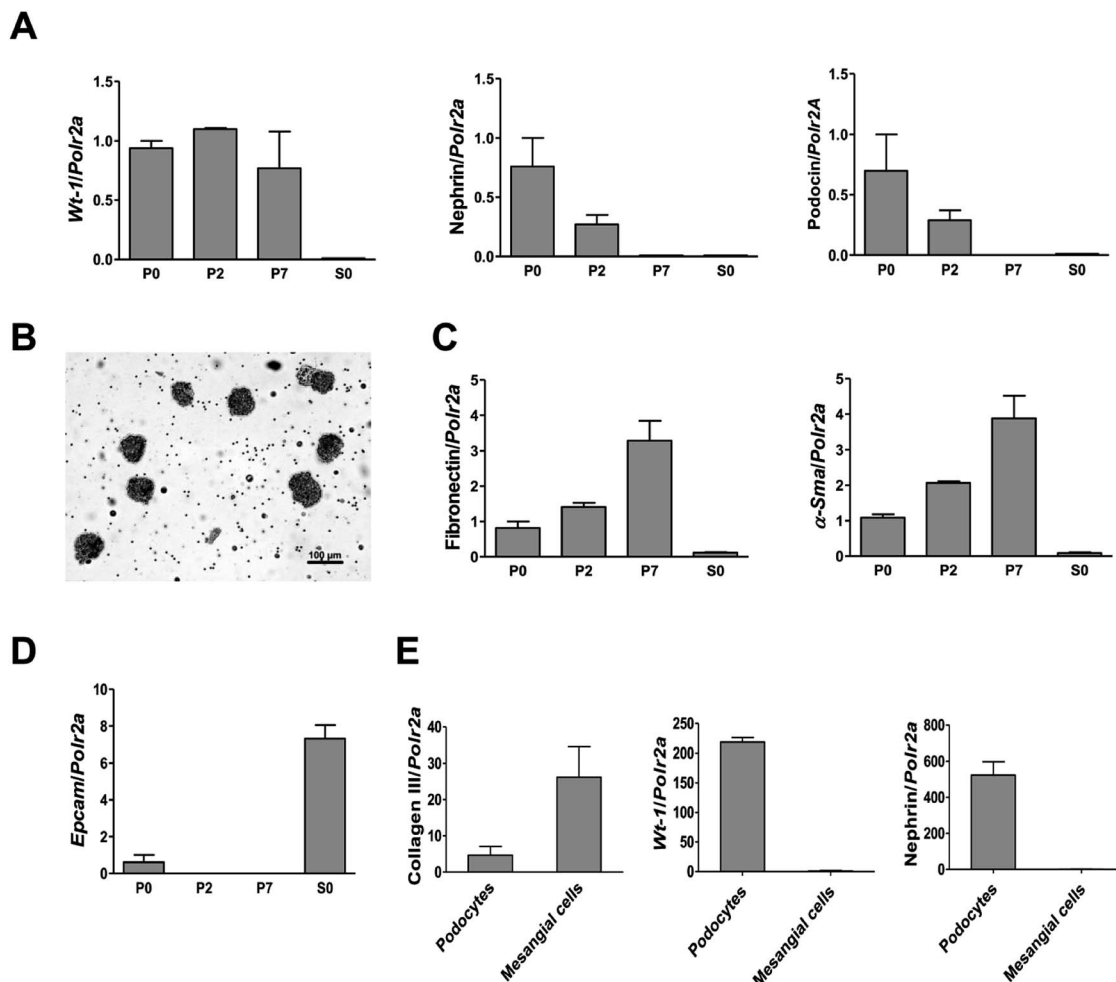 A
Wt-1/Polr2a
1.5
1.0
0.5
0.0
P0 P2 P7 S0
Nephrin/Polr2a
1.5
1.0
0.5
0.0
P0 P2 P7 S0
Podocin/Polr2A
1.5
1.0
0.5
0.0
P0 P2 P7 S0
B
100 µm
C
Fibronectin/Polr2a
5
4
3
2
1
0
P0 P2 P7 S0
α-Sma/Polr2a
5
4
3
2
1
0
P0 P2 P7 S0
D
Epcam/Polr2a
10
8
6
4
2
0
P0 P2 P7 S0
E
Collagen III/Polr2a
40
30
20
10
0
Podocytes
Mesangial cells
Wt-1/Polr2a
250
200
150
100
50
0
Podocytes
Mesangial cells
Nephrin/Polr2a
800
600
400
200
0
Podocytes
Mesangial cells